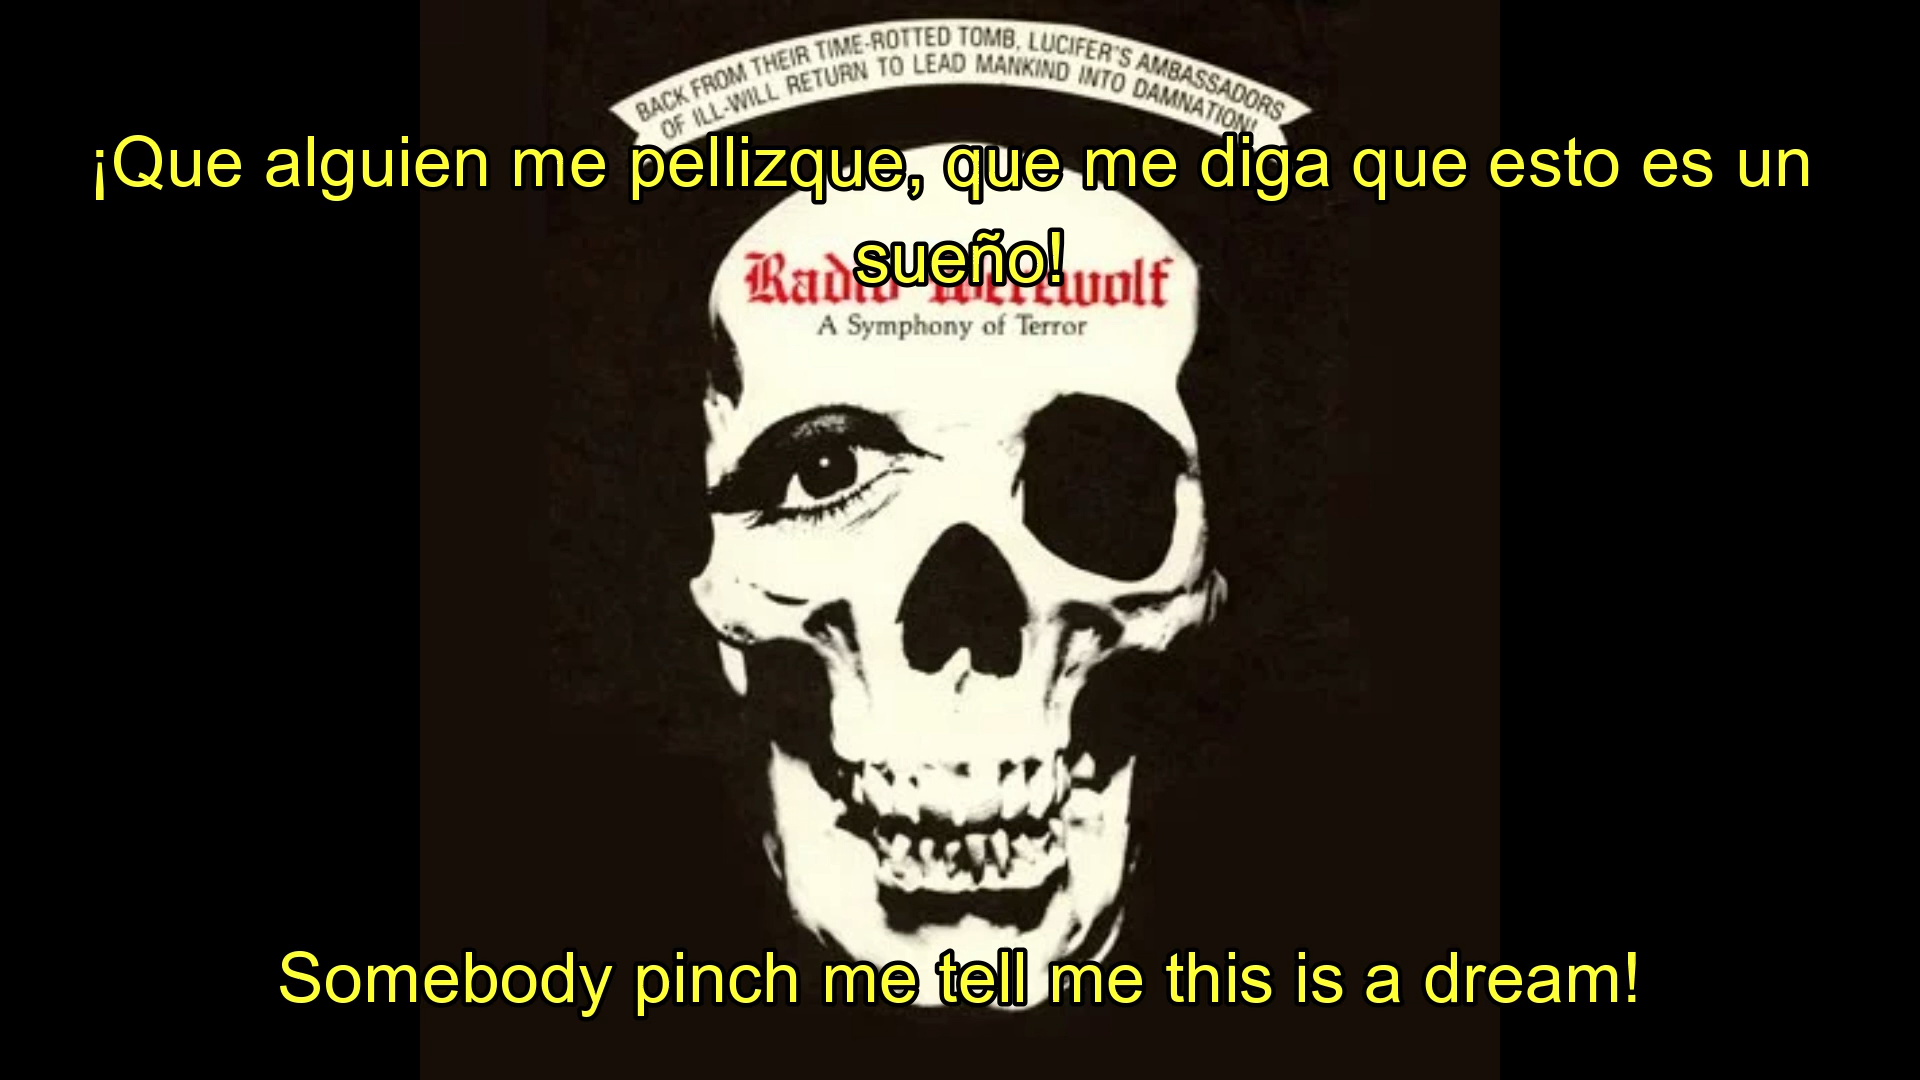 BACK FROM THEIR TIME-ROTTED TOMB, LUCIFER'S AMBASSADORS
OF ILL-WILL RETURN TO LEAD MANKIND INTO DAMNATION!
¡Que alguien me pellizque, que me diga que esto es un
sueño!
Radio Werewolf
A Symphony of Terror
Somebody pinch me tell me this is a dream!